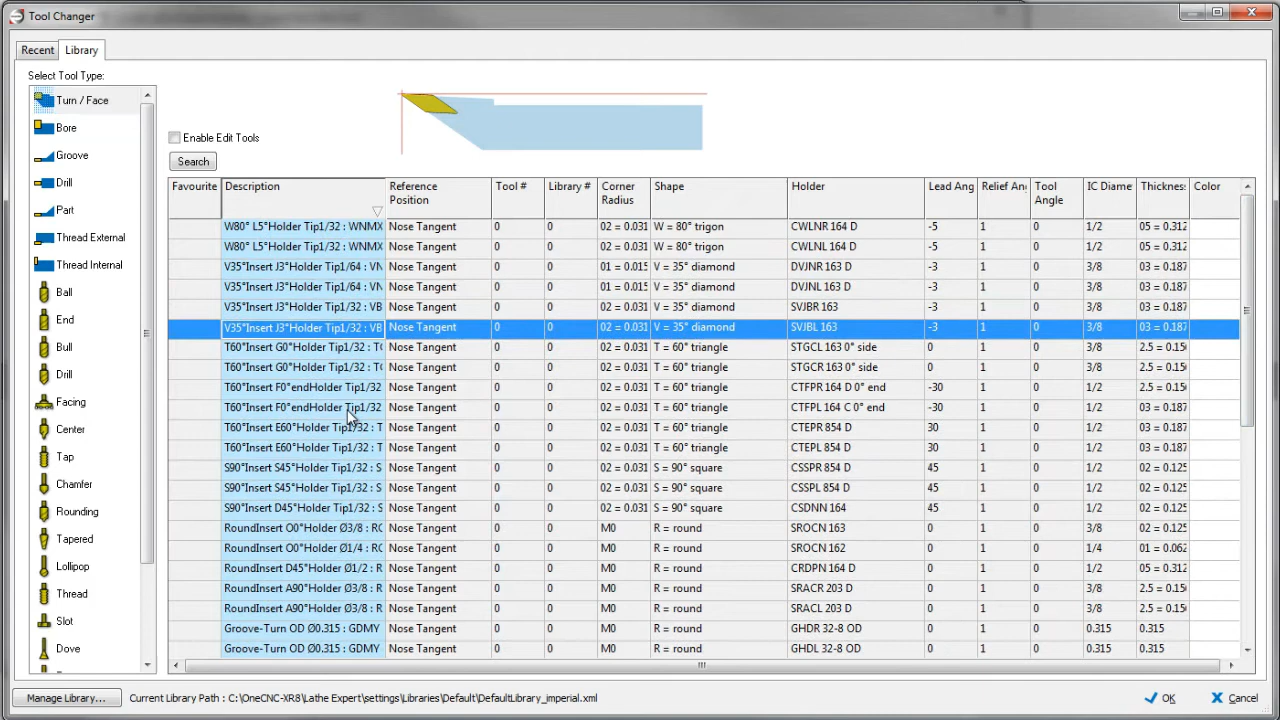 Tool Changer
Recent Library
Select Tool Type:
Turn / Face
Bore
Groove
Drill
Part
Thread External
Thread Internal
Ball
End
Bull
Drill
Facing
Center
Tap
Chamfer
Rounding
Tapered
Lollipop
Thread
Slot
Dove
Enable Edit Tools
Search
Favourite Description Reference Position Tool # Library # Corner Radius Shape Holder Lead Ang Relief An Tool Angle IC Diame Thickness Color
W80° L5°Holder Tip1/32 : WNMX Nose Tangent 0 0 02 = 0.031 W = 80° trigon CWLNR 164 D -5 1 0 1/2 05 = 0.312
W80° L5°Holder Tip1/32 : WNMX Nose Tangent 0 0 02 = 0.031 W = 80° trigon CWLNL 164 D -5 1 0 1/2 05 = 0.312
V35°Insert J3°Holder Tip1/64 : VN Nose Tangent 0 0 01 = 0.015 V = 35° diamond DVJNR 163 D -3 1 0 3/8 03 = 0.187
V35°Insert J3°Holder Tip1/64 : VN Nose Tangent 0 0 01 = 0.015 V = 35° diamond DVJNL 163 D -3 1 0 3/8 03 = 0.187
V35°Insert J3°Holder Tip1/32 : VB Nose Tangent 0 0 02 = 0.031 V = 35° diamond SVJBR 163 -3 1 0 3/8 03 = 0.187
V35°Insert J3°Holder Tip1/32 : VB Nose Tangent 0 0 02 = 0.031 V = 35° diamond SVJBL 163 -3 1 0 3/8 03 = 0.187
T60°Insert G0°Holder Tip1/32 : TC Nose Tangent 0 0 02 = 0.031 T = 60° triangle STGCL 163 0° side 0 1 0 3/8 2.5 = 0.15
T60°Insert G0°Holder Tip1/32 : TC Nose Tangent 0 0 02 = 0.031 T = 60° triangle STGCR 163 0° side 0 1 0 3/8 2.5 = 0.15
T60°Insert F0°endHolder Tip1/32 Nose Tangent 0 0 02 = 0.031 T = 60° triangle CTFPR 164 D 0° end -30 1 0 1/2 03 = 0.187
T60°Insert F0°endHolder Tip1/32 Nose Tangent 0 0 02 = 0.031 T = 60° triangle CTFPL 164 C 0° end -30 1 0 1/2 03 = 0.187
T60°Insert E60°Holder Tip1/32 : T Nose Tangent 0 0 02 = 0.031 T = 60° triangle CTEPR 854 D 30 1 0 1/2 03 = 0.187
T60°Insert E60°Holder Tip1/32 : T Nose Tangent 0 0 02 = 0.031 T = 60° triangle CTEPL 854 D 30 1 0 1/2 03 = 0.187
S90°Insert S45°Holder Tip1/32 : S Nose Tangent 0 0 02 = 0.031 S = 90° square CSSPR 854 D 45 1 0 1/2 02 = 0.125
S90°Insert S45°Holder Tip1/32 : S Nose Tangent 0 0 02 = 0.031 S = 90° square CSSPL 854 D 45 1 0 1/2 02 = 0.125
S90°Insert D45°Holder Tip1/32 : S Nose Tangent 0 0 02 = 0.031 S = 90° square CSDNN 164 45 1 0 1/2 02 = 0.125
RoundInsert O0°Holder Ø3/8 : RC Nose Tangent 0 0 M0 R = round SROCN 163 0 1 0 3/8 02 = 0.125
RoundInsert O0°Holder Ø1/4 : RC Nose Tangent 0 0 M0 R = round SROCN 162 0 1 0 1/4 01 = 0.062
RoundInsert D45°Holder Ø1/2 : R Nose Tangent 0 0 M0 R = round CRDPN 164 D 0 1 0 1/2 05 = 0.312
RoundInsert A90°Holder Ø3/8 : R Nose Tangent 0 0 M0 R = round SRACR 203 D 0 1 0 3/8 2.5 = 0.15
RoundInsert A90°Holder Ø3/8 : R Nose Tangent 0 0 M0 R = round SRACL 203 D 0 1 0 3/8 2.5 = 0.15
Groove-Turn OD Ø0.315 : GDMY Nose Tangent 0 0 M0 R = round GHDR 32-8 OD 0 1 0 0.315 0.315
Groove-Turn OD Ø0.315 : GDMY Nose Tangent 0 0 M0 R = round GHDL 32-8 OD 0 1 0 0.315 0.315
Manage Library... Current Library Path : C:\OneCNC-XR8\Lathe Expert\settings\Libraries\Default\DefaultLibrary_imperial.xml OK Cancel